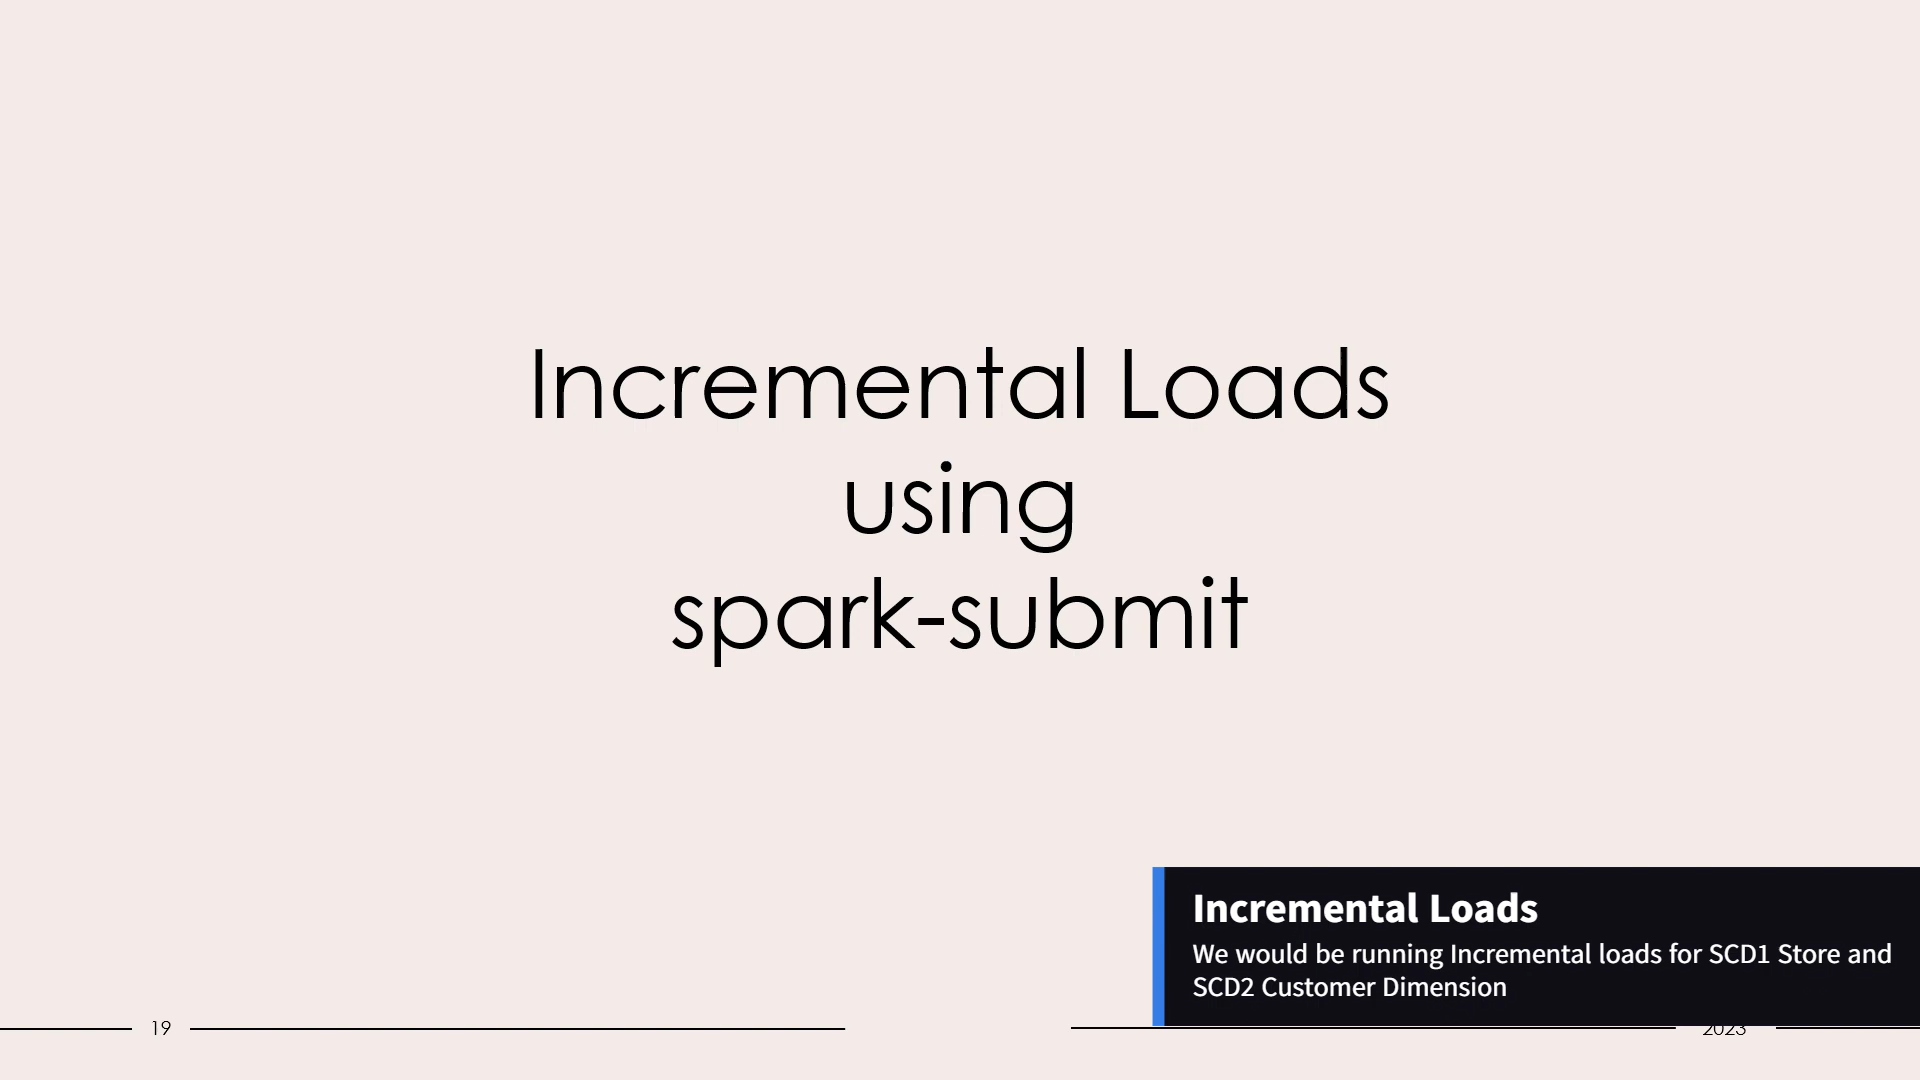 Incremental Loads
using
spark-submit
Incremental Loads
We would be running Incremental loads for SCD1 Store and
SCD2 Customer Dimension
19
2023